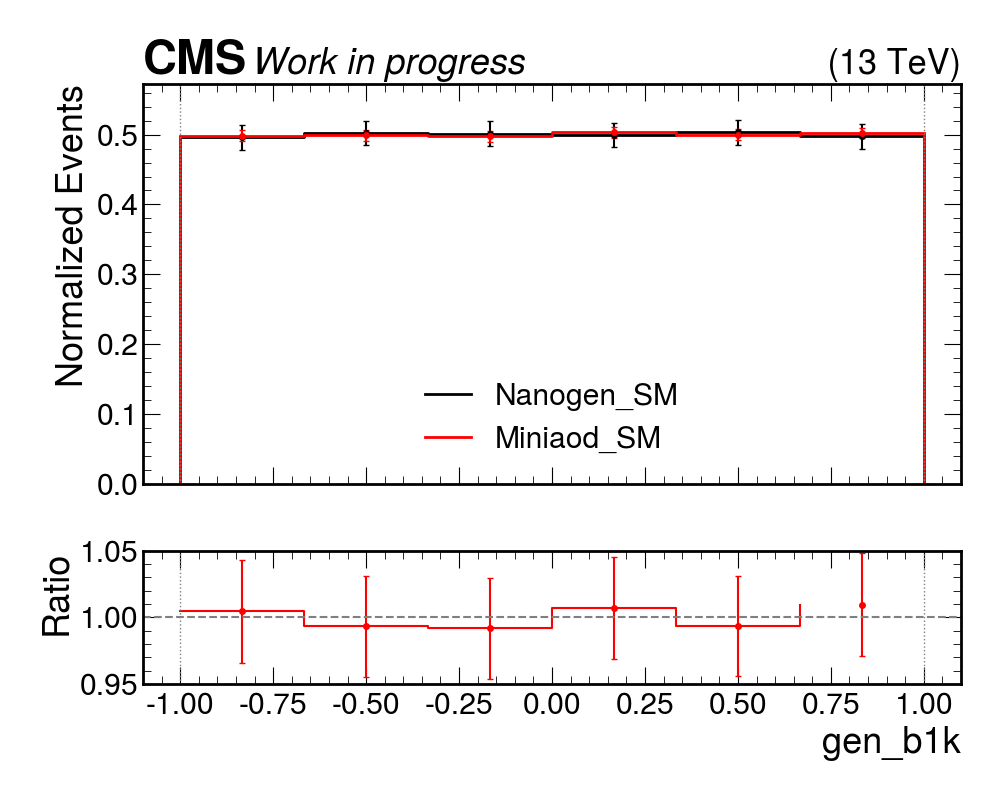 CMS Work in progress (13 TeV)
Normalized Events
0.5
0.4
0.3
0.2
0.1
0.0
Nanogen_SM
Miniaod_SM
Ratio
1.05
1.00
0.95
-1.00 -0.75 -0.50 -0.25 0.00 0.25 0.50 0.75 1.00
gen_b1k